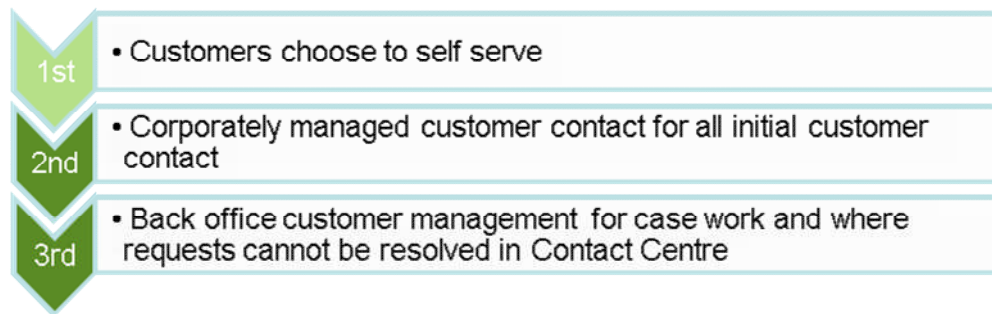 1st
• Customers choose to self serve
2nd
• Corporately managed customer contact for all initial customer
contact
3rd
• Back office customer management for case work and where
requests cannot be resolved in Contact Centre